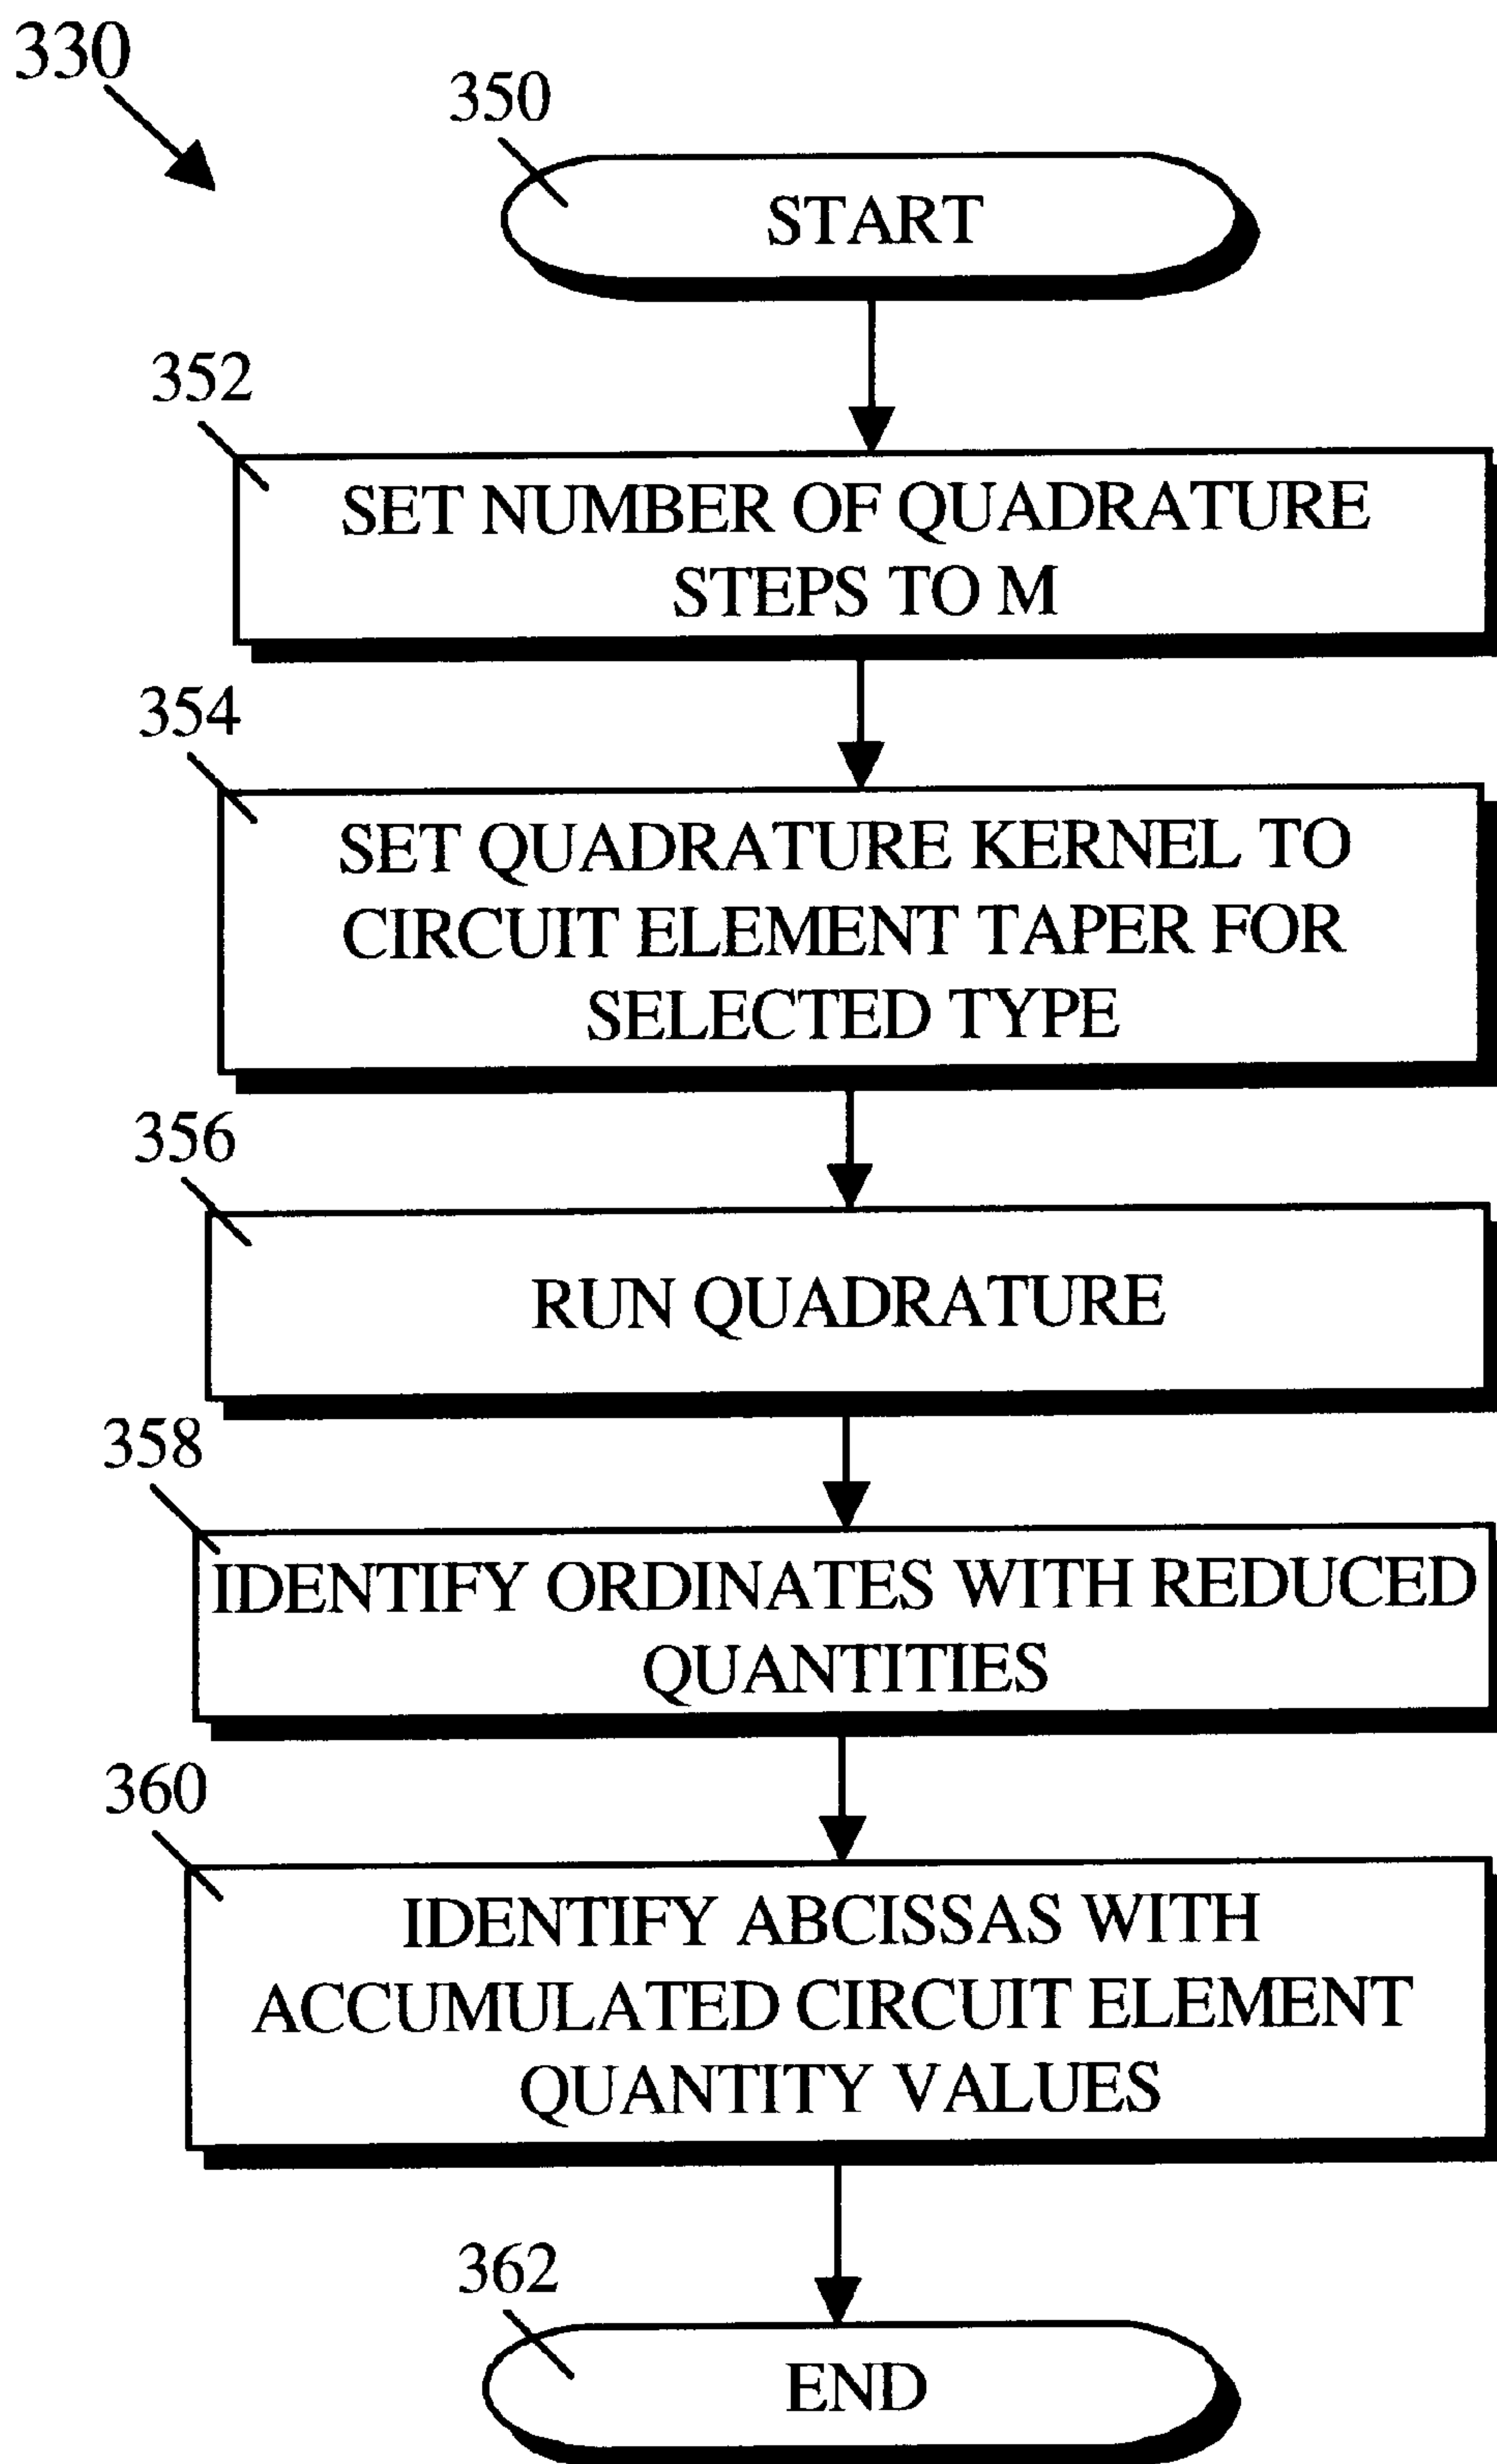 330
350
START
352
SET NUMBER OF QUADRATURE
STEPS TO M
354
SET QUADRATURE KERNEL TO
CIRCUIT ELEMENT TAPER FOR
SELECTED TYPE
356
RUN QUADRATURE
358
IDENTIFY ORDINATES WITH REDUCED
QUANTITIES
360
IDENTIFY ABCISSAS WITH
ACCUMULATED CIRCUIT ELEMENT
QUANTITY VALUES
362
END